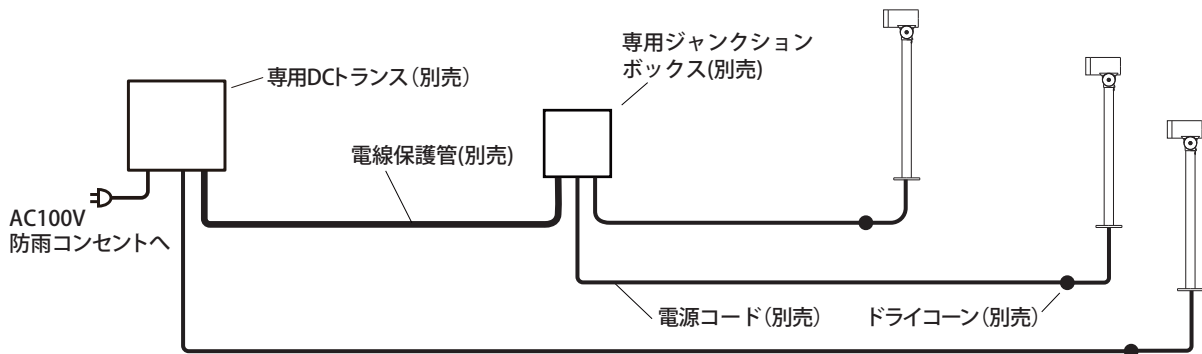 専用DCトランス（別売）
専用ジャンクション
ボックス(別売)
電線保護管(別売)
AC100V
防雨コンセントへ
電源コード（別売）
ドライコーン（別売）